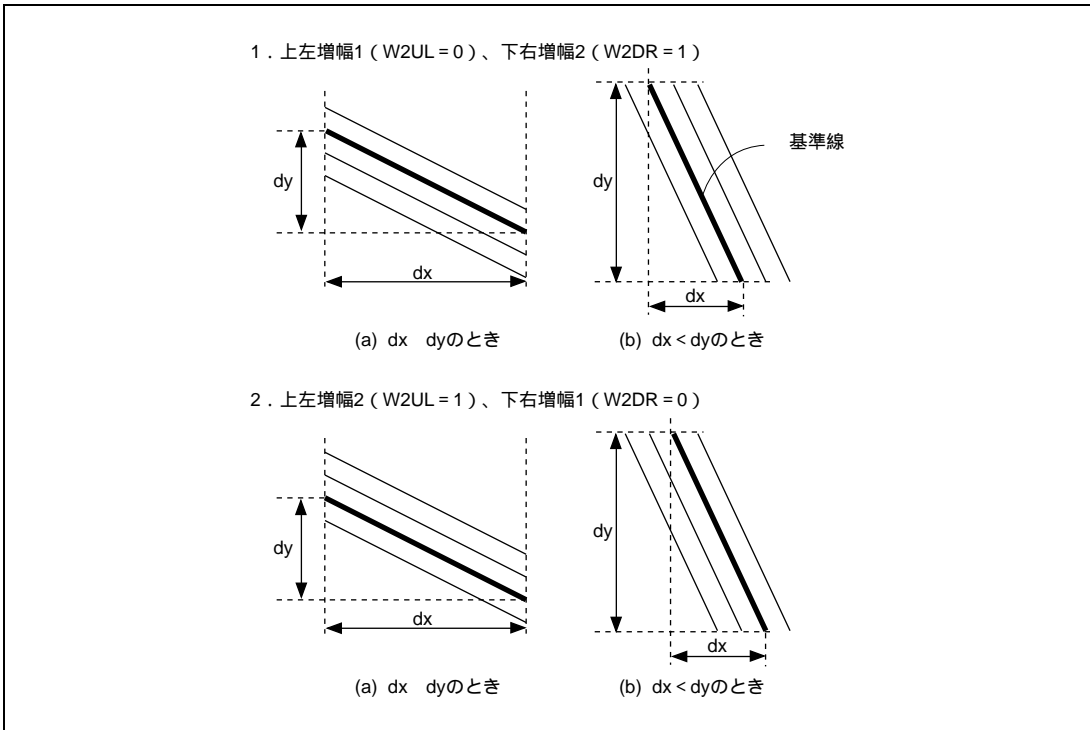 1．上左増幅1（W2UL = 0）、下右増幅2（W2DR = 1）
基準線
dy
dy
dx
dx
(a) dx　dyのとき
(b) dx < dyのとき
2．上左増幅2（W2UL = 1）、下右増幅1（W2DR = 0）
dy
dy
dx
dx
(a) dx　dyのとき
(b) dx < dyのとき